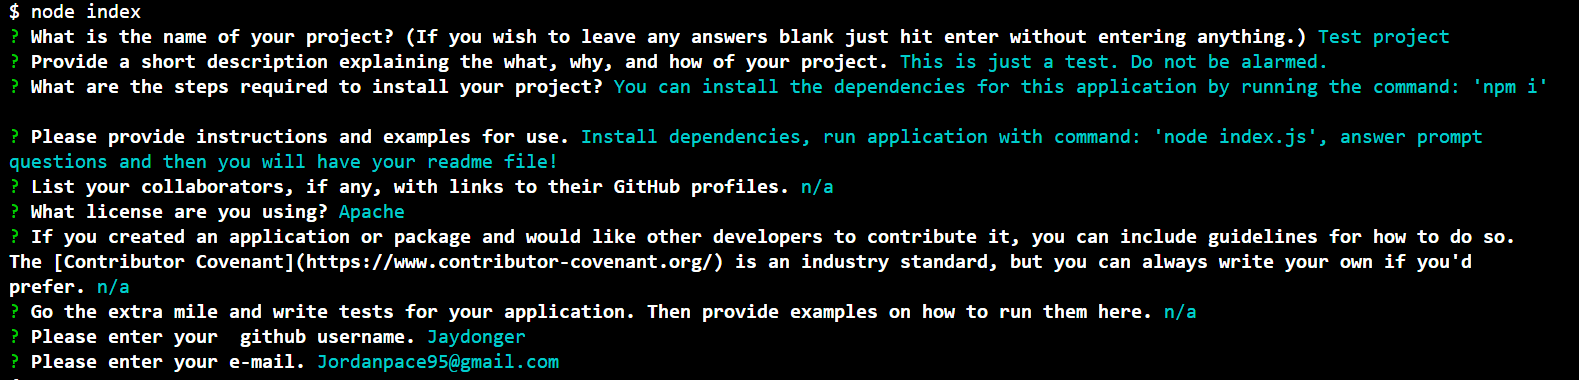 $ node index
? What is the name of your project? (If you wish to leave any answers blank just hit enter without entering anything.) Test project
? Provide a short description explaining the what, why, and how of your project. This is just a test. Do not be alarmed.
? What are the steps required to install your project? You can install the dependencies for this application by running the command: 'npm i'
? Please provide instructions and examples for use. Install dependencies, run application with command: 'node index.js', answer prompt
questions and then you will have your readme file!
? List your collaborators, if any, with links to their GitHub profiles. n/a
? What license are you using? Apache
? If you created an application or package and would like other developers to contribute it, you can include guidelines for how to do so.
The [Contributor Covenant](https://www.contributor-covenant.org/) is an industry standard, but you can always write your own if you'd
prefer. n/a
? Go the extra mile and write tests for your application. Then provide examples on how to run them here. n/a
? Please enter your  github username. Jaydonger
? Please enter your e-mail. Jordanpace95@gmail.com